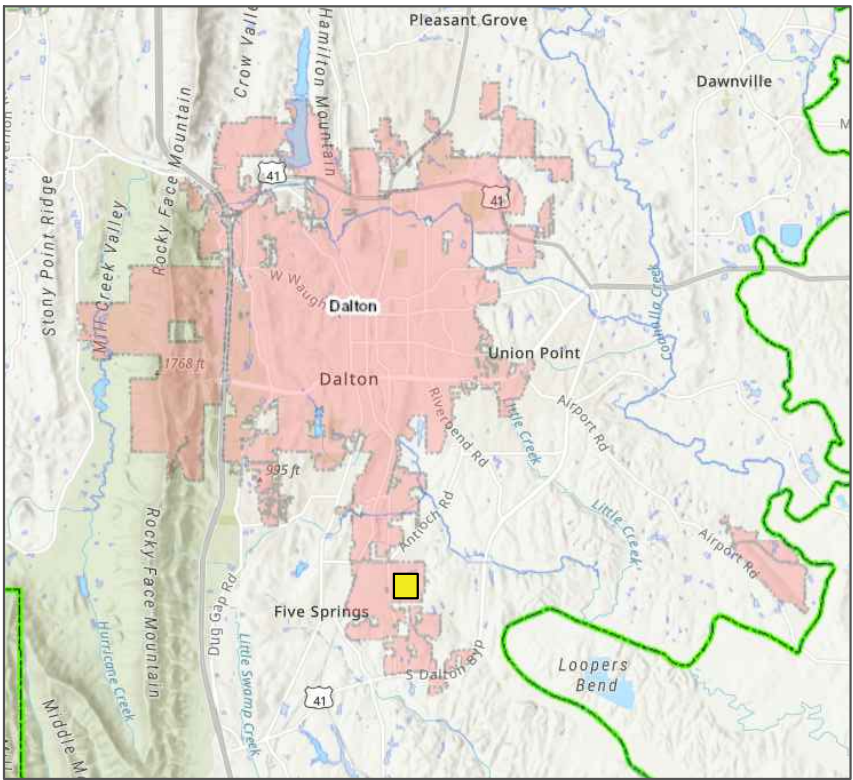 Pleasant Grove
Crow Valle
Hamilton Mountain
Dawnville
Rocky Face Mountain
41
41
Stony Point Ridge
Mill Creek Valley
W Waugh
Dalton
Coahulla Creek
Union Point
1768 ft
Dalton
Riverbend Rd
Little Creek
Airport Rd
995 ft
Antioch Rd
Little Creek
Airport Rd
Rocky Face Mountain
Dug Gap Rd
Five Springs
Hurricane Creek
Little Swamp Creek
S Dalton Byp
Loopers
Bend
41
Middle Mo